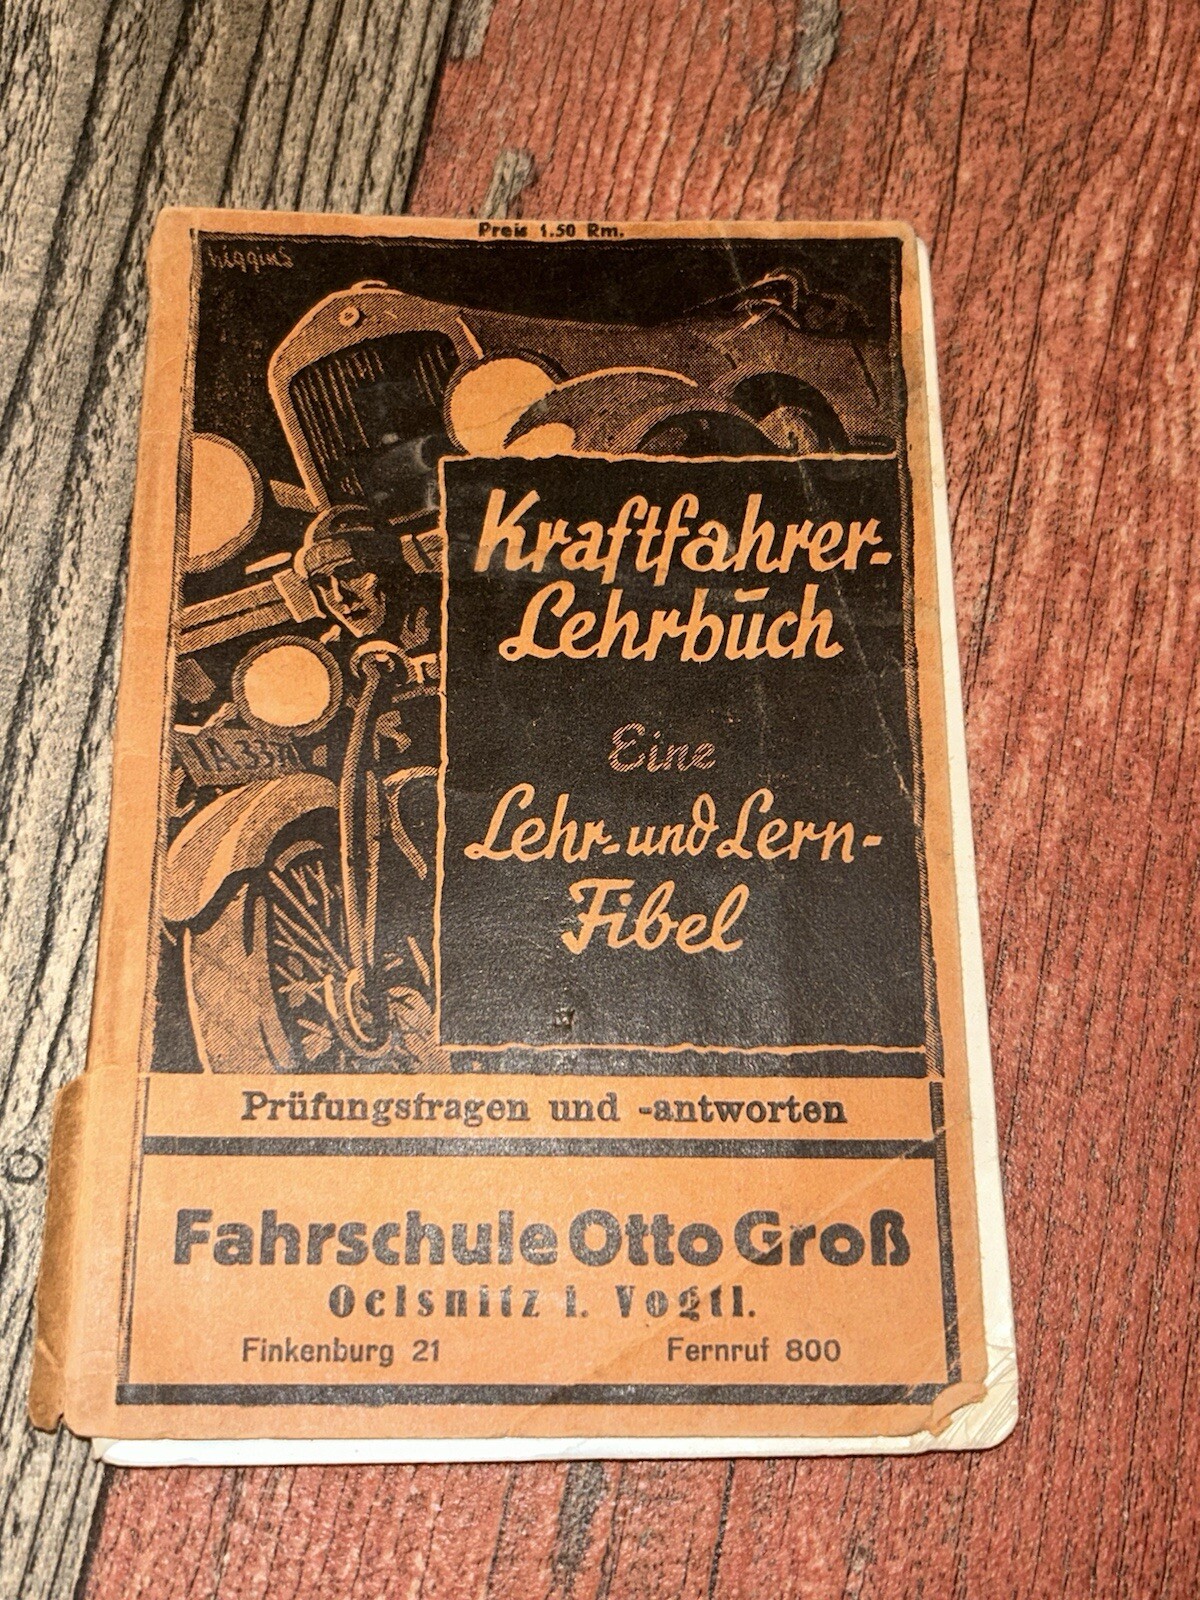 Preis 1.50 Rm.
higgins
Kraftfahrer-
Lehrbuch
Eine
Lehr- und Lern-
Fibel
Prüfungsfragen und -antworten
Fahrschule Otto Groß
Oelsnitz i. Vogtl.
Finkenburg 21 Fernruf 800